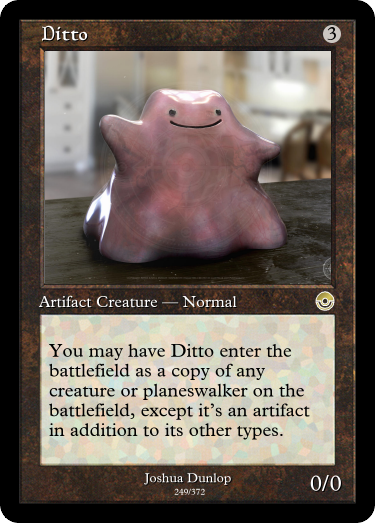 Ditto
3
Artifact Creature — Normal
You may have Ditto enter the
battlefield as a copy of any
creature or planeswalker on the
battlefield, except it's an artifact
in addition to its other types.
Joshua Dunlop
249/372
0/0